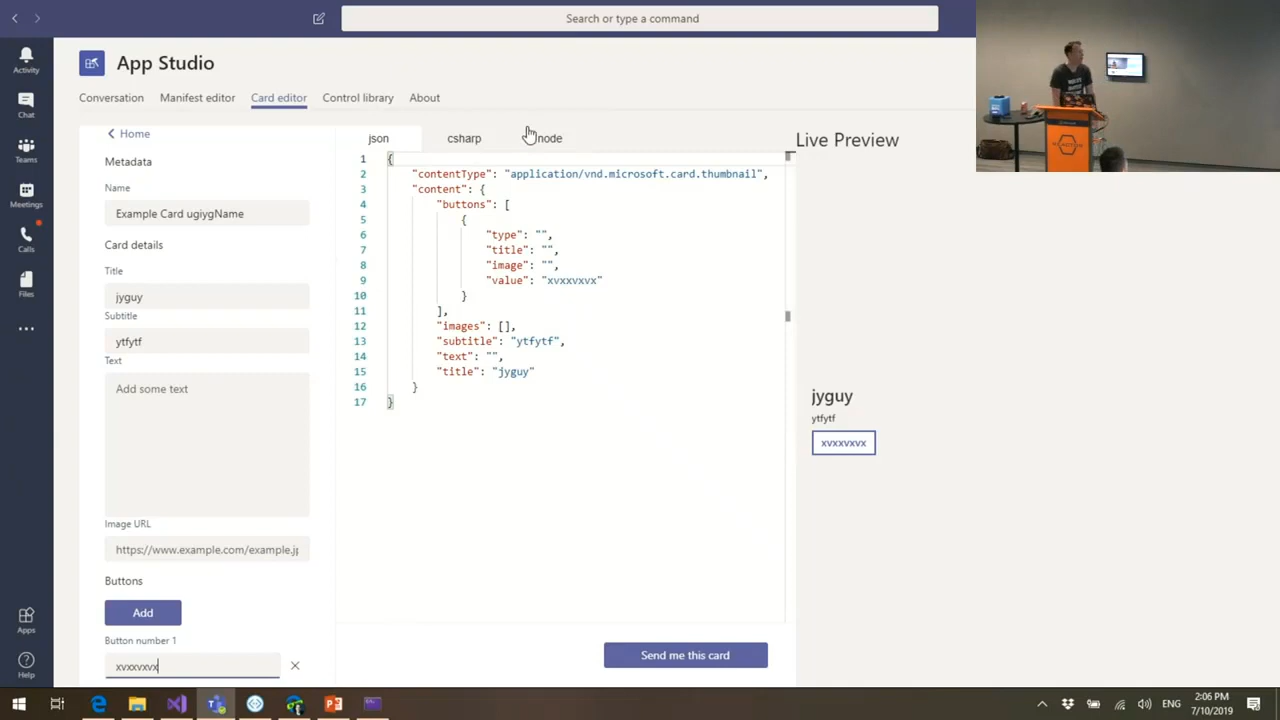 Search or type a command
App Studio
Conversation
Manifest editor
Card editor
Control library
About
Activity
Chat
Teams
Meetings
Calls
Files
Apps
Help
Home
Metadata
Name
Example Card ugiygName
Card details
Title
jyguy
Subtitle
ytfytf
Text
Add some text
Image URL
https://www.example.com/example.jp
Buttons
Add
Button number 1
xvxxvxvx
json
csharp
node
1 {
2 "contentType": "application/vnd.microsoft.card.thumbnail",
3 "content": {
4 "buttons": [
5 {
6 "type": "",
7 "title": "",
8 "image": "",
9 "value": "xvxxvxvx"
10 }
11 ],
12 "images": [],
13 "subtitle": "ytfytf",
14 "text": "",
15 "title": "jyguy"
16 }
17 }
Send me this card
Live Preview
jyguy
ytfytf
xvxxvxvx
ENG
2:06 PM
7/10/2019